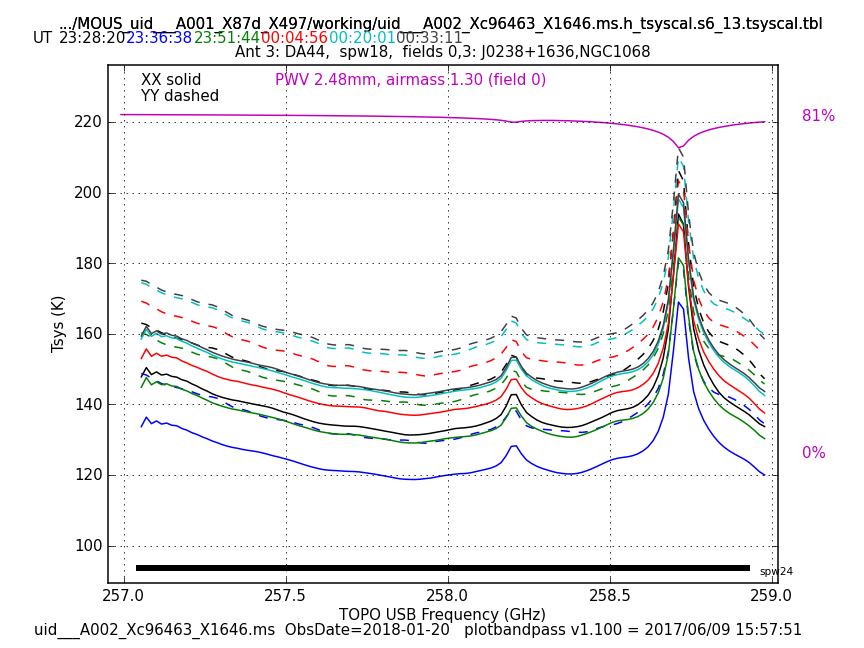 .../MOUS_uid___A001_X87d_X497/working/uid___A002_Xc96463_X1646.ms.h_tsyscal.s6_13.tsyscal.tbl
UT 23:28:20 23:36:38 23:51:44 00:04:56 00:20:01 00:33:11
Ant 3: DA44, spw18, fields 0,3: J0238+1636,NGC1068
XX solid PWV 2.48mm, airmass 1.30 (field 0)
YY dashed
81%
220
200
180
160
140
120
100
Tsys (K)
0%
spw24
257.0 257.5 258.0 258.5 259.0
TOPO USB Frequency (GHz)
uid___A002_Xc96463_X1646.ms ObsDate=2018-01-20 plotbandpass v1.100 = 2017/06/09 15:57:51